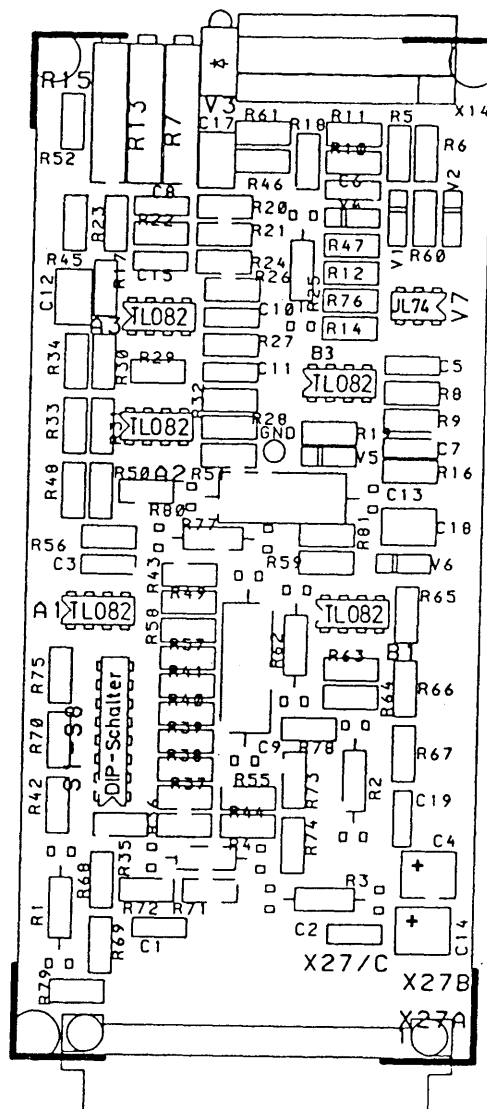 R15
R13
R7
V3
C17
R61
R18
R11
X14
R52
R10
R5
R6
R46
C6
V2
C8
R20
X4
R23
R22
R21
R47
V1
R60
R45
C15
R24
R12
C12
R17
R26
R25
R76
JL74
V7
TL082
C10
R14
R34
R30
R29
R27
B3
C11
TL082
C5
R8
R32
R33
TL082
R28
R9
GND
C7
V5
R16
R48
R50
A2
R51
R80
C13
R56
R77
R81
C18
C3
R43
R59
V6
A1
TL082
R49
TL082
R65
R58
R62
B1
R75
R57
R63
R41
R64
R66
S1-S8
DIP-Schalter
R40
R70
R39
C9
R78
R67
R38
R42
R37
R55
R73
R2
C19
R36
R44
R74
C4
R35
R4
+
R68
R1
R72
R71
R3
R69
C1
C2
+
C14
X27/C
X27B
R79
X27A